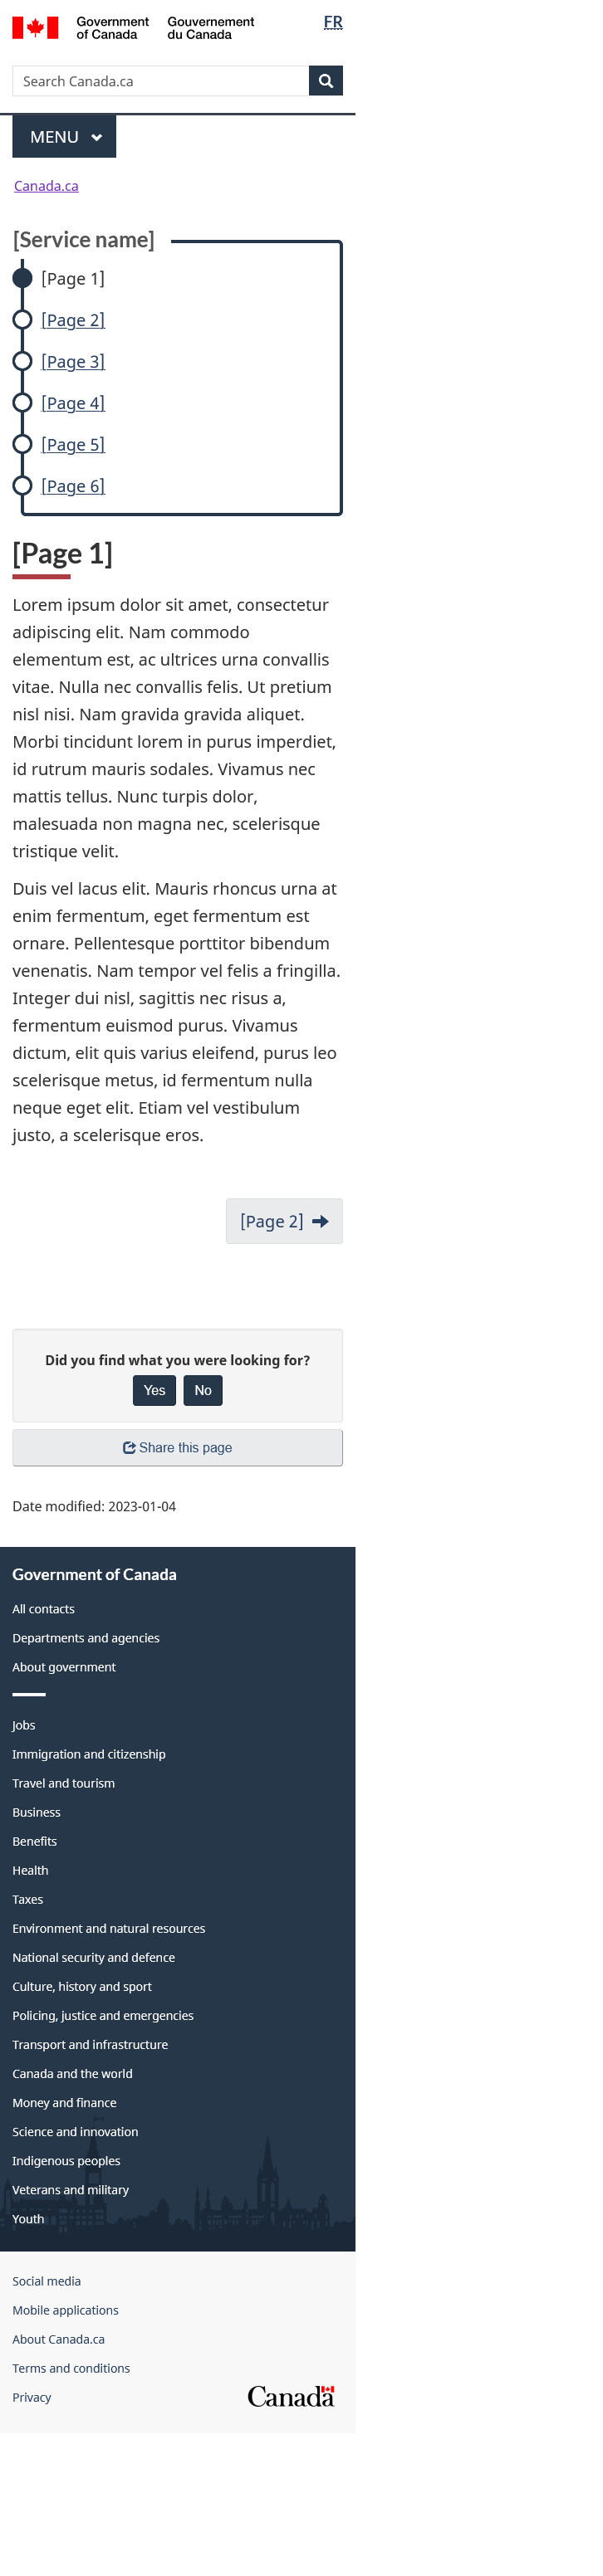 Government of Canada
Gouvernement du Canada
FR
Search Canada.ca
MENU
Canada.ca
[Service name]
[Page 1]
[Page 2]
[Page 3]
[Page 4]
[Page 5]
[Page 6]
[Page 1]
Lorem ipsum dolor sit amet, consectetur
adipiscing elit. Nam commodo
elementum est, ac ultrices urna convallis
vitae. Nulla nec convallis felis. Ut pretium
nisl nisi. Nam gravida gravida aliquet.
Morbi tincidunt lorem in purus imperdiet,
id rutrum mauris sodales. Vivamus nec
mattis tellus. Nunc turpis dolor,
malesuada non magna nec, scelerisque
tristique velit.
Duis vel lacus elit. Mauris rhoncus urna at
enim fermentum, eget fermentum est
ornare. Pellentesque porttitor bibendum
venenatis. Nam tempor vel felis a fringilla.
Integer dui nisl, sagittis nec risus a,
fermentum euismod purus. Vivamus
dictum, elit quis varius eleifend, purus leo
scelerisque metus, id fermentum nulla
neque eget elit. Etiam vel vestibulum
justo, a scelerisque eros.
[Page 2]
Did you find what you were looking for?
Yes No
Share this page
Date modified: 2023-01-04
Government of Canada
All contacts
Departments and agencies
About government
Jobs
Immigration and citizenship
Travel and tourism
Business
Benefits
Health
Taxes
Environment and natural resources
National security and defence
Culture, history and sport
Policing, justice and emergencies
Transport and infrastructure
Canada and the world
Money and finance
Science and innovation
Indigenous peoples
Veterans and military
Youth
Social media
Mobile applications
About Canada.ca
Terms and conditions
Privacy
Canada